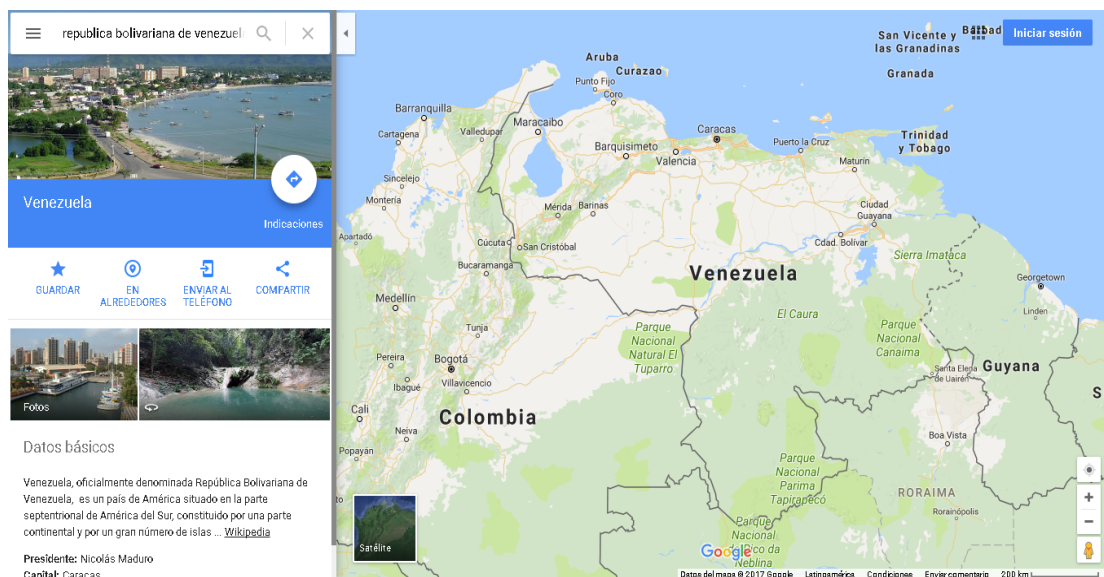 republica bolivariana de venezuel
Venezuela
Indicaciones
GUARDAR
EN
ALREDEDORES
ENVIAR AL
TELÉFONO
COMPARTIR
Fotos
Datos básicos
Venezuela, oficialmente denominada República Bolivariana de
Venezuela, es un país de América situado en la parte
septentrional de América del Sur, constituido por una parte
continental y por un gran número de islas ... Wikipedia
Presidente: Nicolás Maduro
Capital: Caracas
Iniciar sesión
San Vicente y
las Granadinas
Granada
Aruba
Curazao
Punto Fijo
Coro
Barranquilla
Maracaibo
Cartagena
Valledupar
Caracas
Barquisimeto
Valencia
Puerto la Cruz
Trinidad
y Tobago
Maturín
Sincelejo
Montería
Mérida
Barinas
Ciudad
Guayana
Apartadó
Cúcuta
San Cristóbal
Cdad. Bolívar
Sierra Imataca
Bucaramanga
Venezuela
Georgetown
Medellín
El Caura
Linden
Tunja
Parque
Nacional
Natural El
Tuparro
Parque
Nacional
Canaima
Pereira
Bogotá
Santa Elena
de Uairén
Guyana
Ibagué
Villavicencio
S
Cali
Colombia
Neiva
Boa Vista
Popayán
Parque
Nacional
Parima
Tapirapecó
RORAIMA
Rorainópolis
to
Satélite
Parque
Nacional
Pico da
Neblina
Google
Datos del mapa © 2017 Google
Latinoamérica
Condiciones
Enviar comentario
200 km